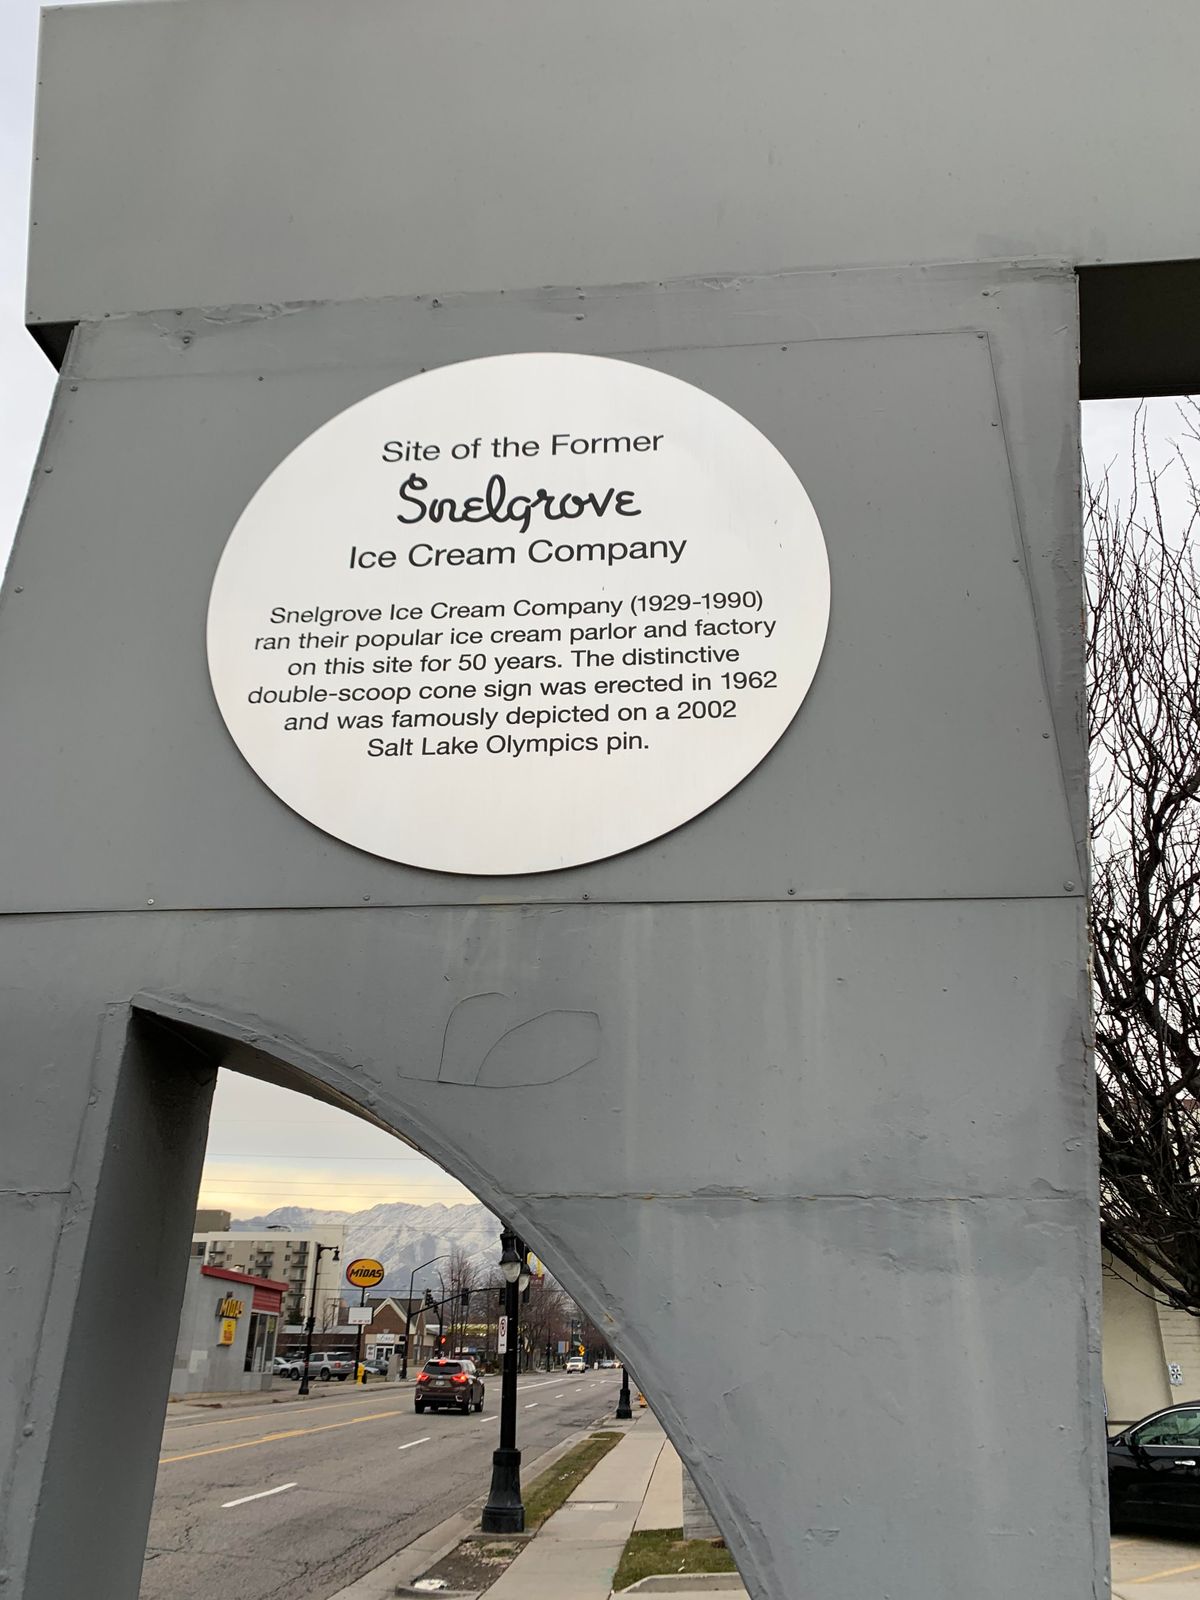 Site of the Former
Snelgrove
Ice Cream Company
Snelgrove Ice Cream Company (1929-1990)
ran their popular ice cream parlor and factory
on this site for 50 years. The distinctive
double-scoop cone sign was erected in 1962
and was famously depicted on a 2002
Salt Lake Olympics pin.
MIDAS
MIDAS